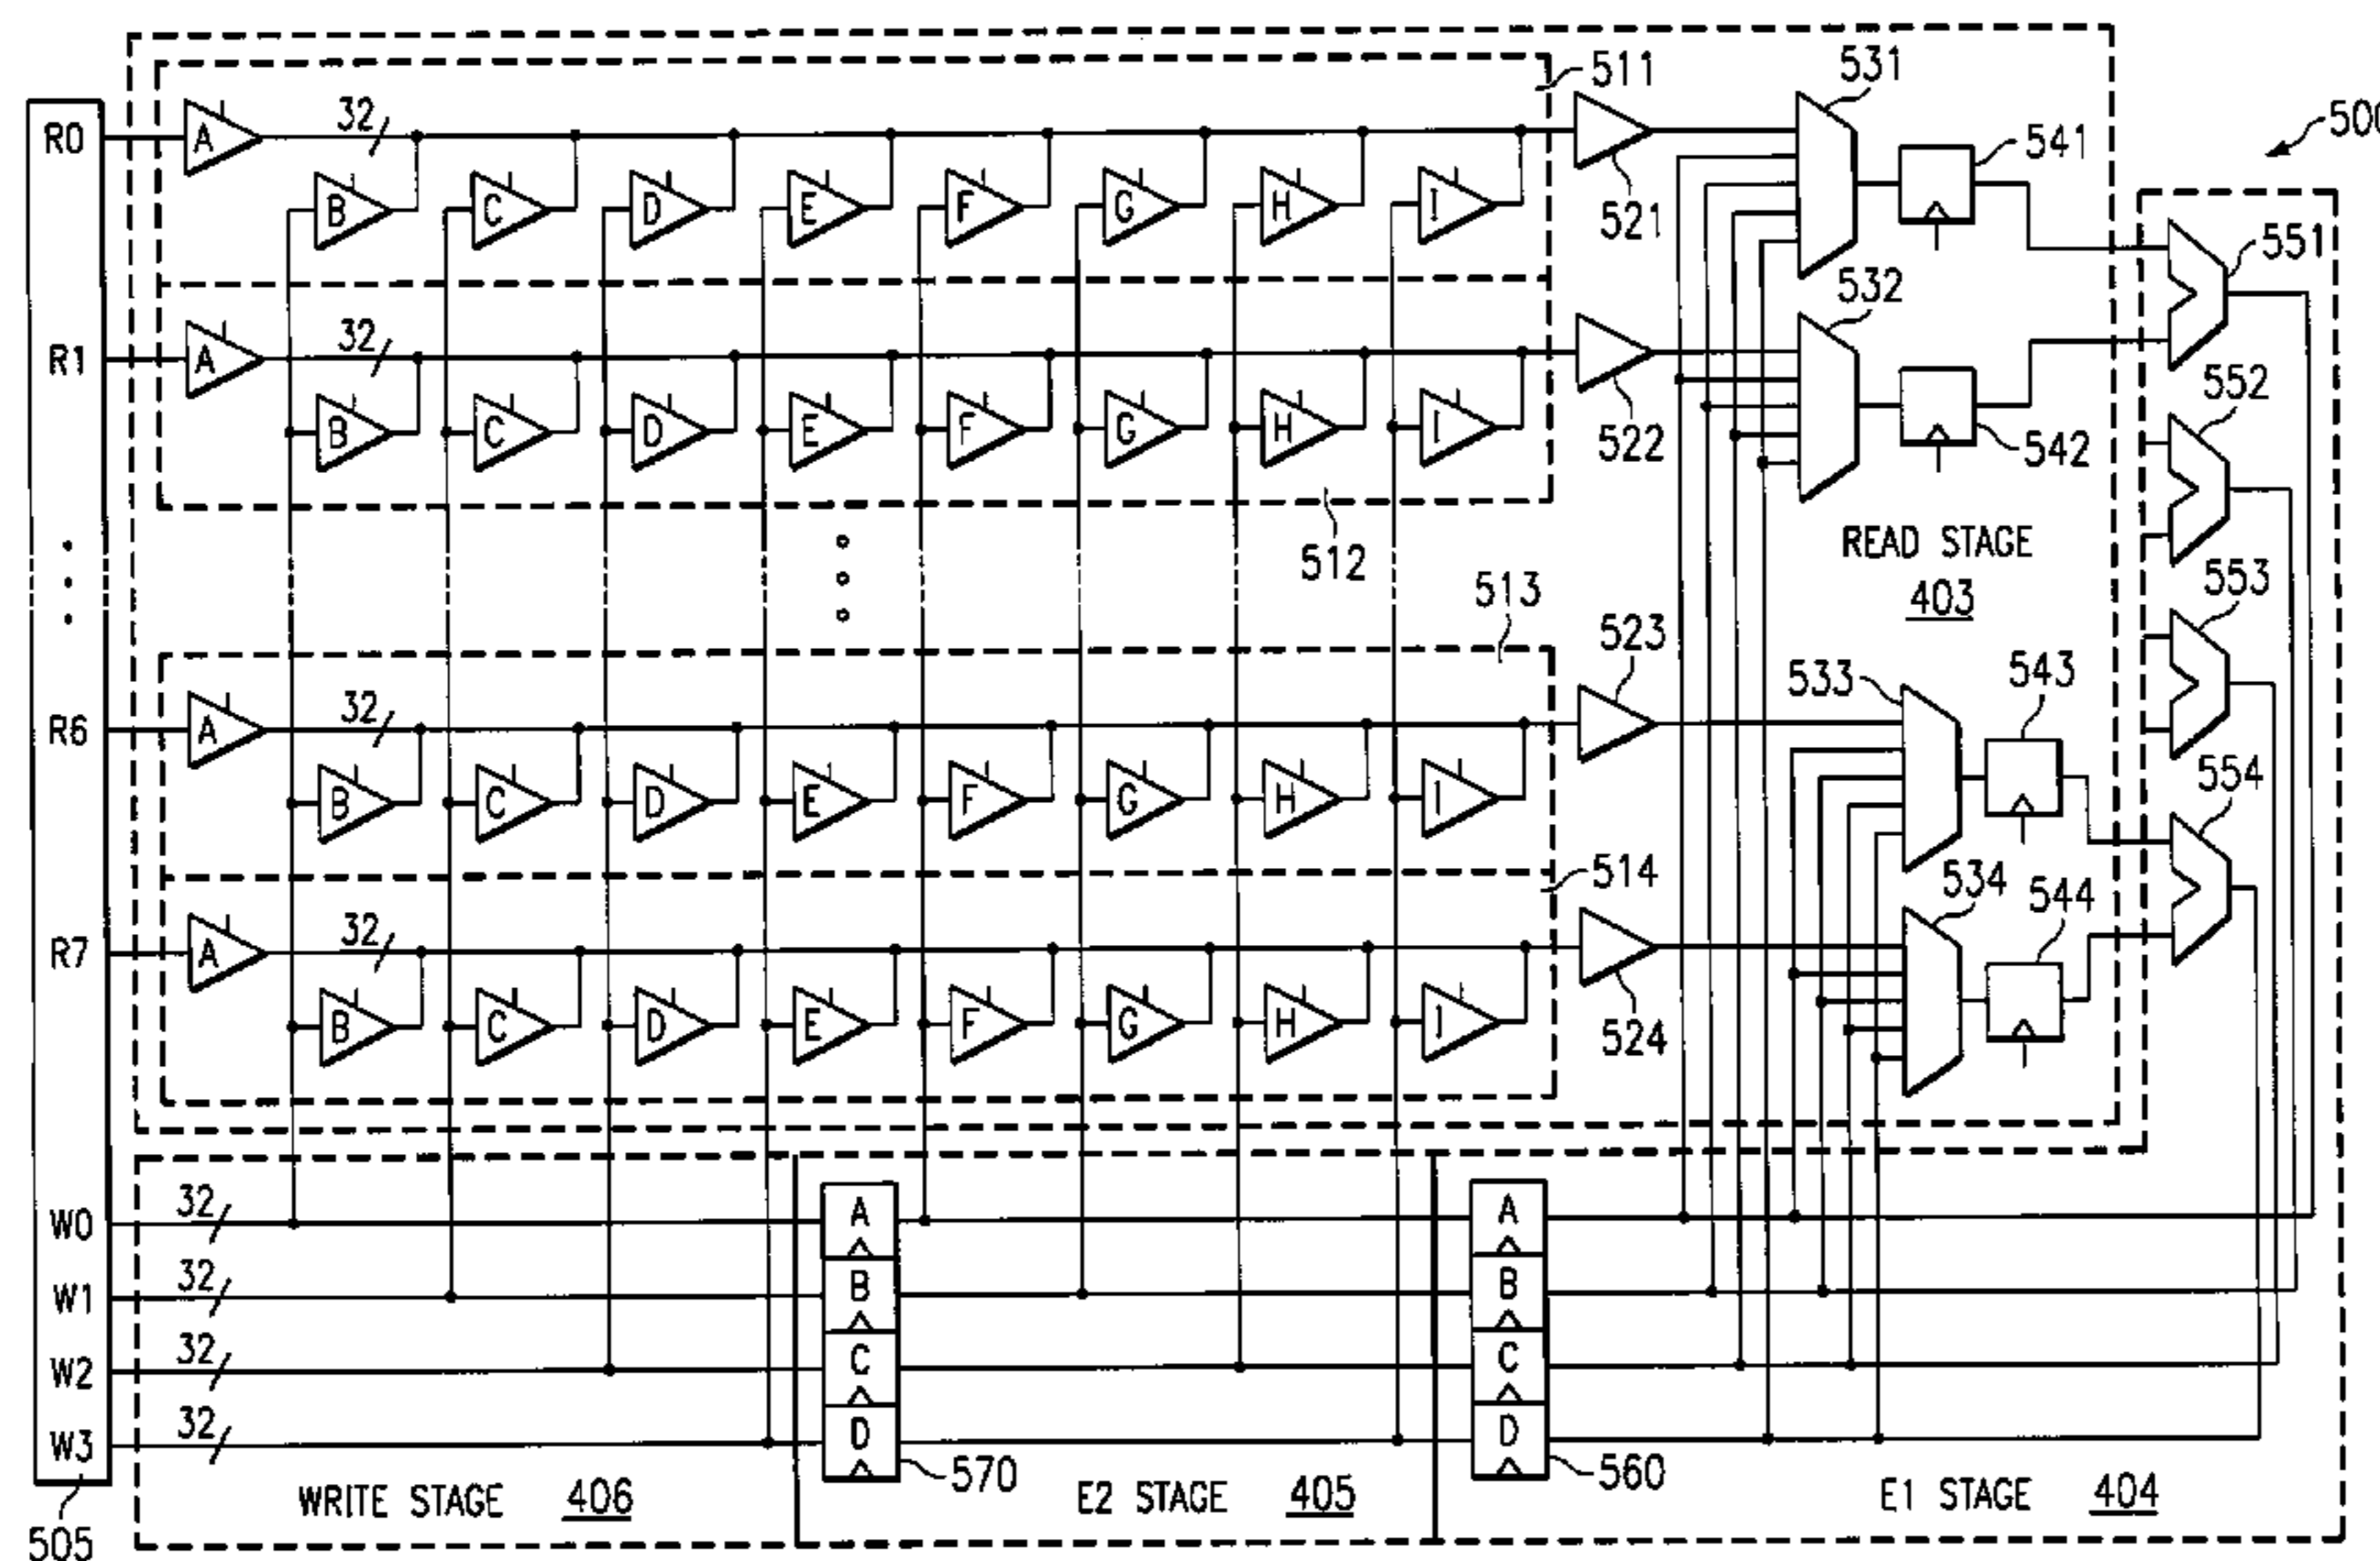 511
531
500
R0
A
32
541
B C D E F G H I
521
551
532
R1
A
32
552
B C D E F G H I
522
542
512
READ STAGE
403
513
523
553
533
543
R6
A
32
554
B C D E F G H I
514
534
544
R7
A
32
B C D E F G H I
524
W0
32
A
A
W1
32
B
B
W2
32
C
C
W3
32
D
D
570
560
WRITE STAGE 406
E2 STAGE 405
E1 STAGE 404
505